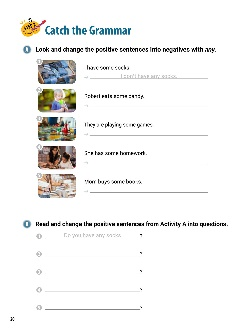 Catch the Grammar
A Look and change the positive sentences into negatives with any.
1
I have some socks.
→ I don't have any socks.
2
Robert eats some candy.
→
3
They are playing some games.
→
4
She has some homework.
→
5
Mom buys some books.
→
B Read and change the positive sentences from Activity A into questions.
1 Do you have any socks ?
2 ?
3 ?
4 ?
5 ?
20